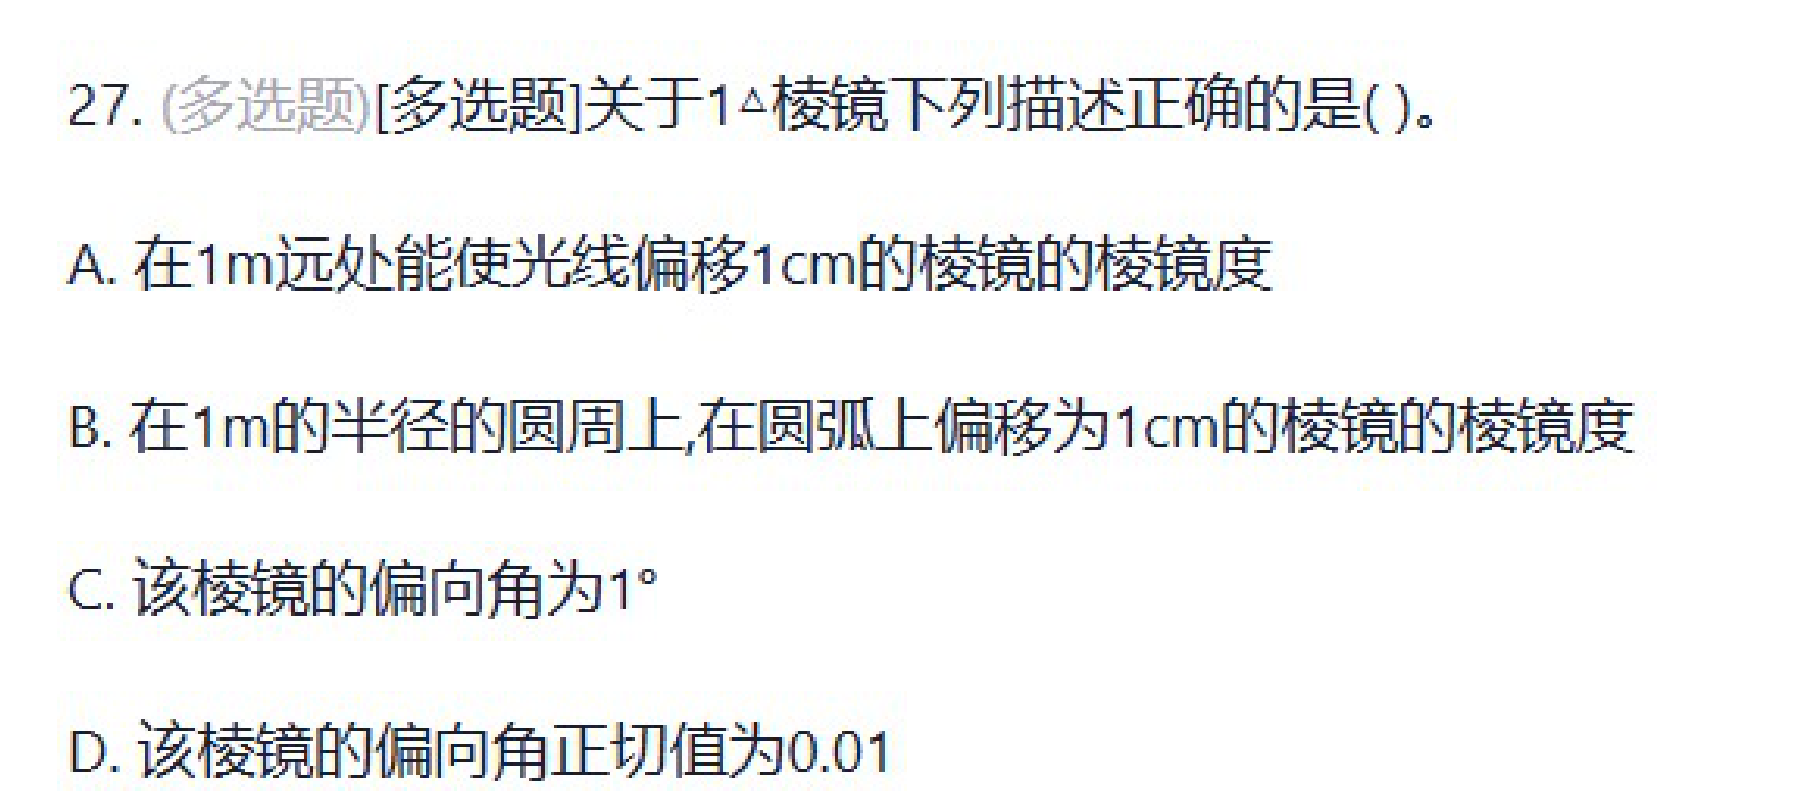 27. (多选题)[多选题]关于1△棱镜下列描述正确的是( )。
A. 在1m远处能使光线偏移1cm的棱镜的棱镜度
B. 在1m的半径的圆周上,在圆弧上偏移为1cm的棱镜的棱镜度
C. 该棱镜的偏向角为1°
D. 该棱镜的偏向角正切值为0.01